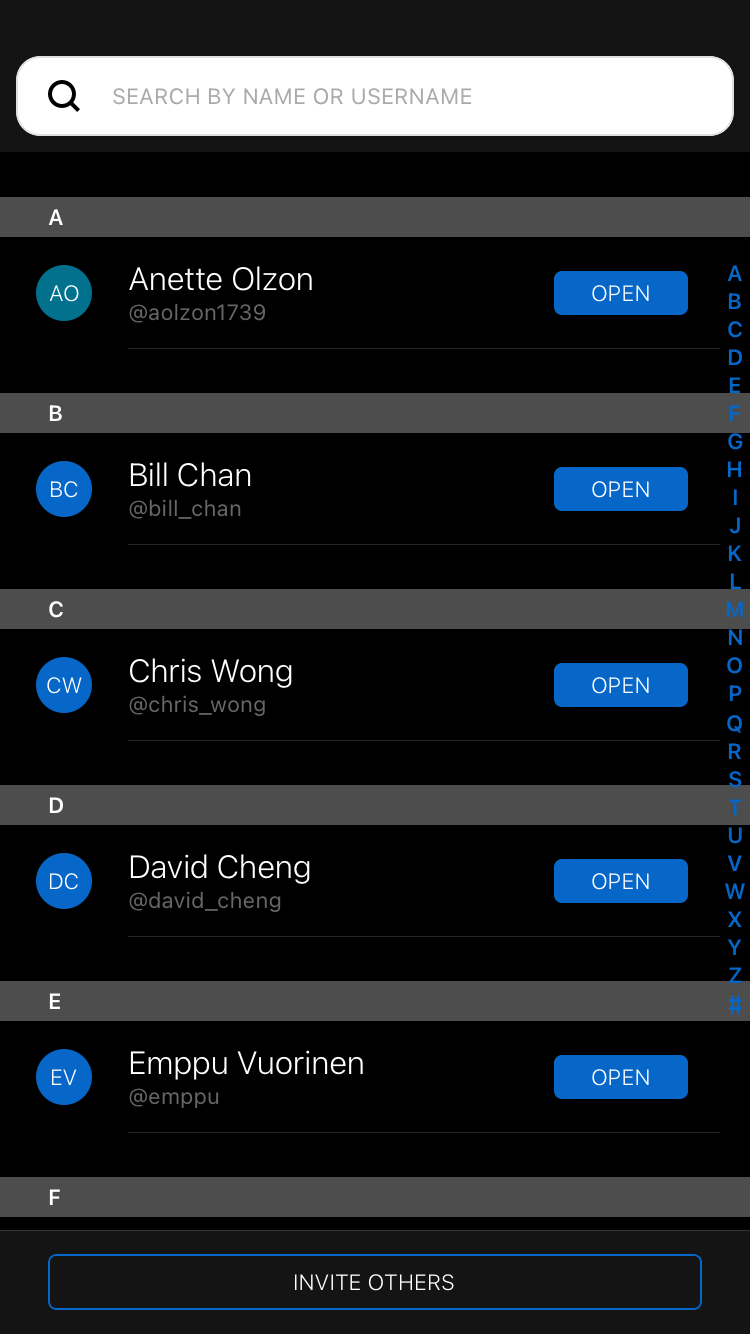 SEARCH BY NAME OR USERNAME
A
AO
Anette Olzon
@aolzon1739
OPEN
B
BC
Bill Chan
@bill_chan
OPEN
C
CW
Chris Wong
@chris_wong
OPEN
D
DC
David Cheng
@david_cheng
OPEN
E
EV
Emppu Vuorinen
@emppu
OPEN
F
A
B
C
D
E
F
G
H
I
J
K
L
M
N
O
P
Q
R
S
T
U
V
W
X
Y
Z
#
INVITE OTHERS